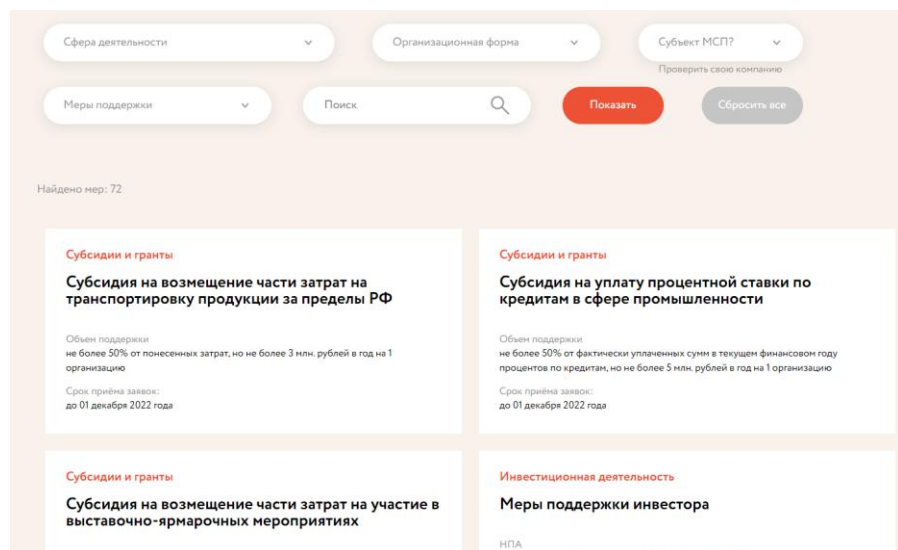 Сфера деятельности
Организационная форма
Субъект МСП?
Проверить свою компанию
Меры поддержки
Поиск
Показать
Сбросить все
Найдено мер: 72
Субсидии и гранты
Субсидия на возмещение части затрат на
транспортировку продукции за пределы РФ
Объем поддержки
не более 50% от понесенных затрат, но не более 3 млн. рублей в год на 1
организацию
Срок приёма заявок:
до 01 декабря 2022 года
Субсидии и гранты
Субсидия на уплату процентной ставки по
кредитам в сфере промышленности
Объем поддержки
не более 50% от фактически уплаченных сумм в текущем финансовом году
процентов по кредитам, но не более 5 млн. рублей в год на 1 организацию
Срок приёма заявок:
до 01 декабря 2022 года
Субсидии и гранты
Субсидия на возмещение части затрат на участие в
выставочно-ярмарочных мероприятиях
Инвестиционная деятельность
Меры поддержки инвестора
НПА